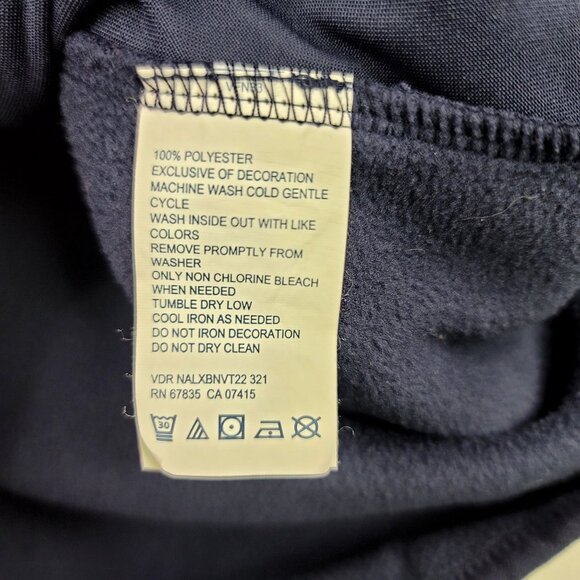 100% POLYESTER
EXCLUSIVE OF DECORATION
MACHINE WASH COLD GENTLE
CYCLE
WASH INSIDE OUT WITH LIKE
COLORS
REMOVE PROMPTLY FROM
WASHER
ONLY NON CHLORINE BLEACH
WHEN NEEDED
TUMBLE DRY LOW
COOL IRON AS NEEDED
DO NOT IRON DECORATION
DO NOT DRY CLEAN
VDR NALXBNVT22 321
RN 67835 CA 07415
30